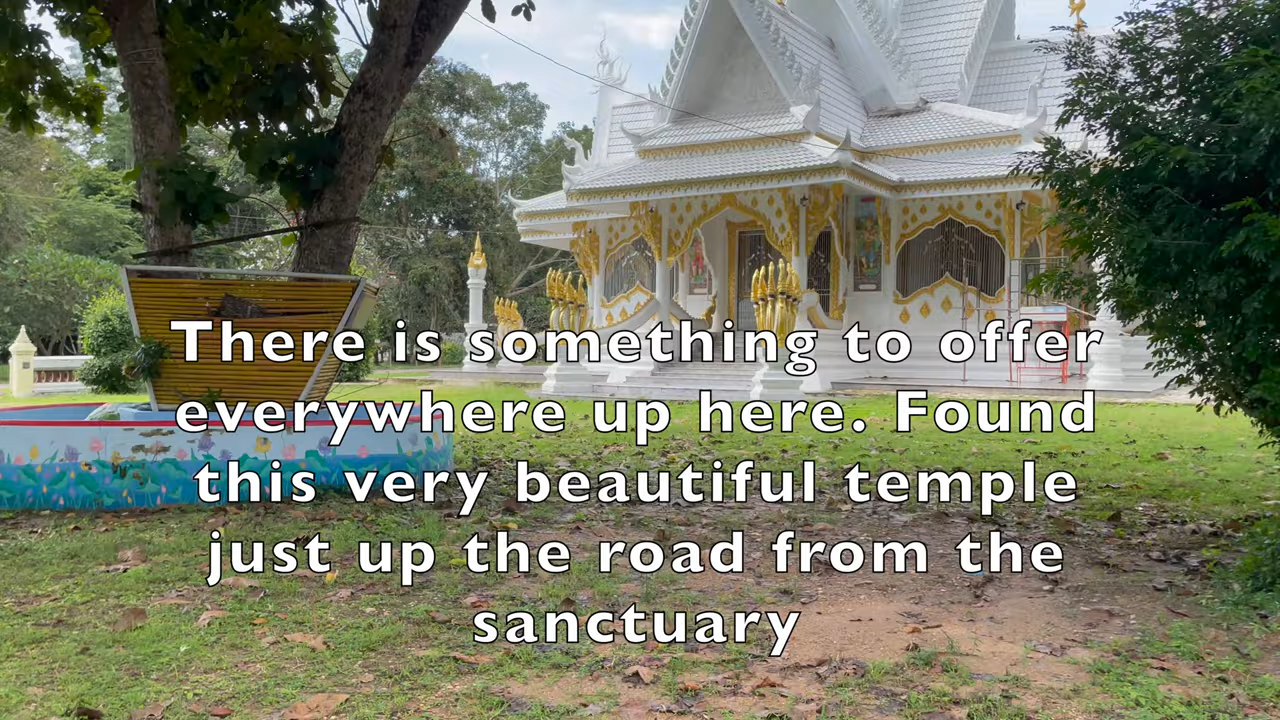 There is something to offer
everywhere up here. Found
this very beautiful temple
just up the road from the
sanctuary